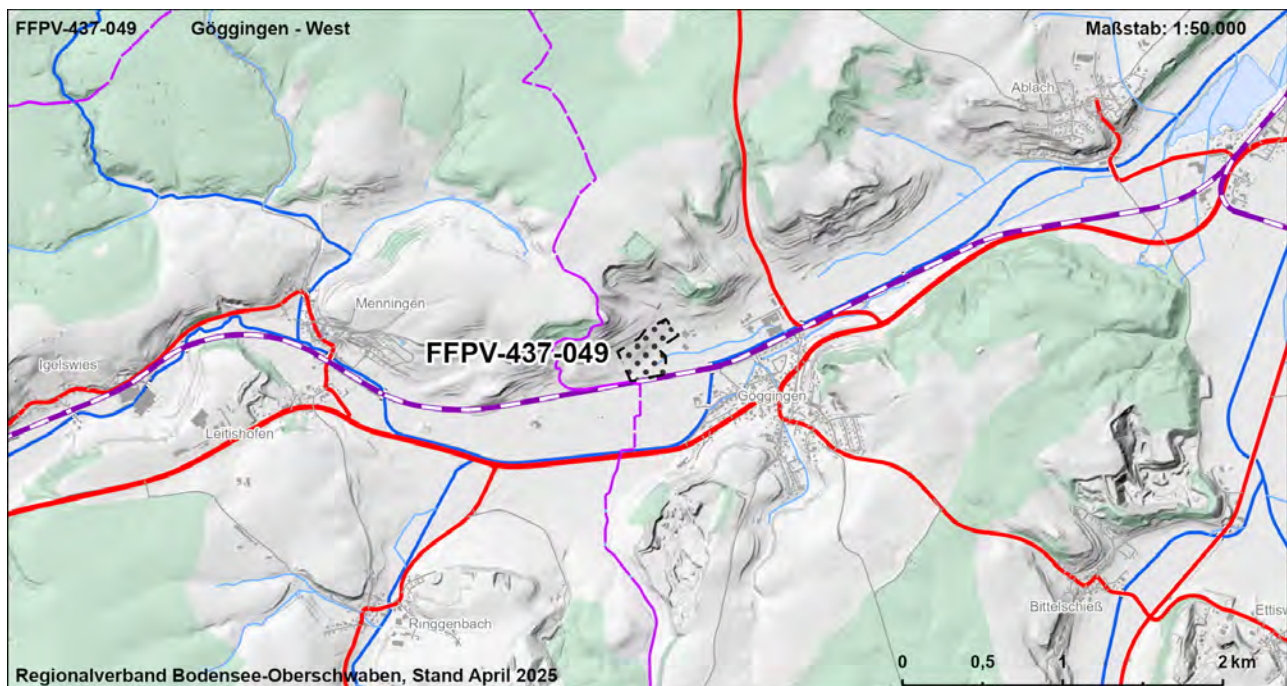 FFPV-437-049 Göggingen - West Maßstab: 1:50.000
Ablach
Menningen
Igelswies
FFPV-437-049
Göggingen
Leitishofen
Bittelschieß
Ettisw
Ringgenbach
Regionalverband Bodensee-Oberschwaben, Stand April 2025
0 0,5 1 2 km